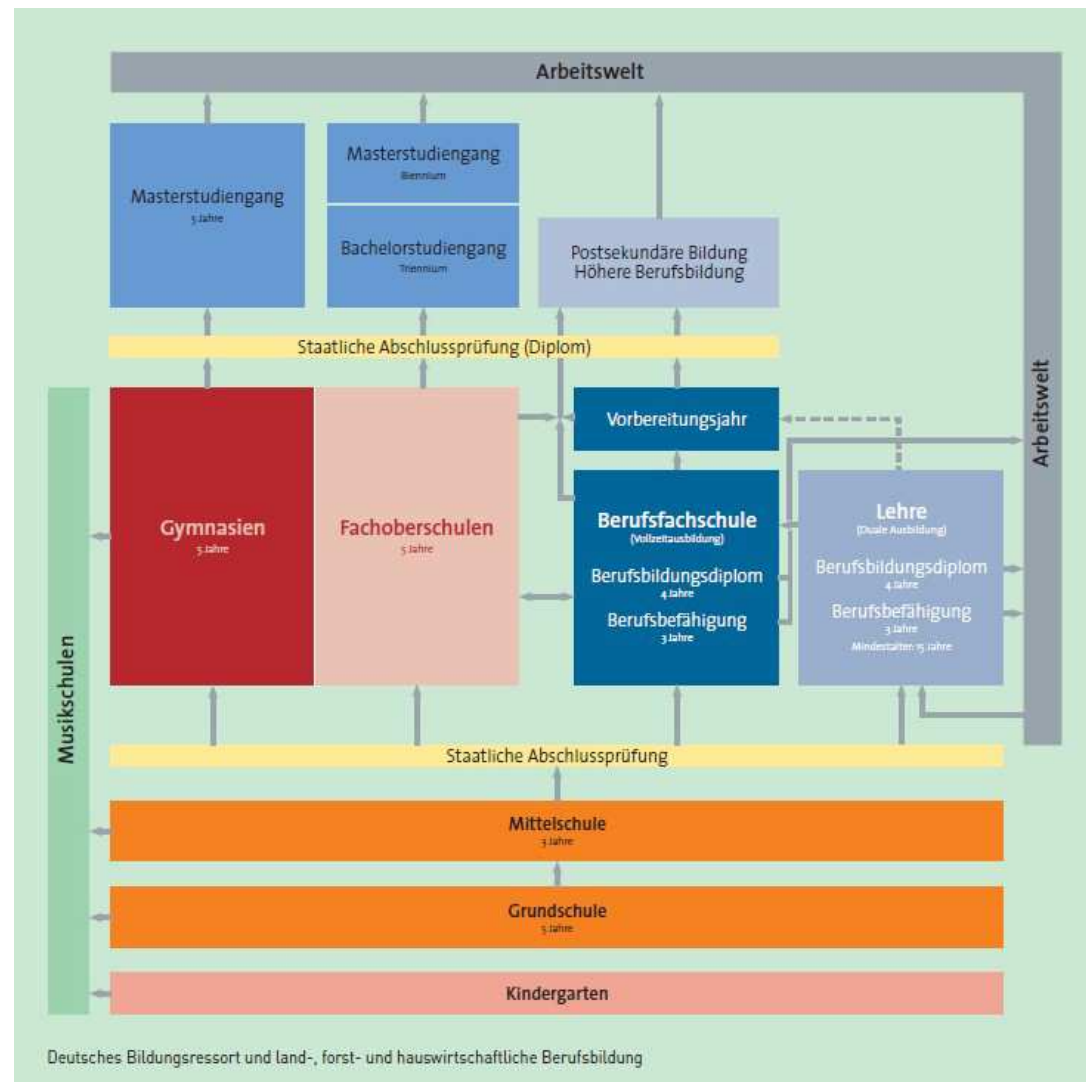 Arbeitswelt
Masterstudiengang
5 Jahre
Masterstudiengang
Biennium
Bachelorstudiengang
Triennium
Postsekundäre Bildung
Höhere Berufsbildung
Staatliche Abschlussprüfung (Diplom)
Musikschulen
Gymnasien
5 Jahre
Fachoberschulen
5 Jahre
Vorbereitungsjahr
Berufsfachschule
(Vollzeitausbildung)
Berufsbildungsdiplom
4 Jahre
Berufsbefähigung
3 Jahre
Lehre
(Duale Ausbildung)
Berufsbildungsdiplom
4 Jahre
Berufsbefähigung
3 Jahre
Mindestalter 15 Jahre
Arbeitswelt
Staatliche Abschlussprüfung
Mittelschule
3 Jahre
Grundschule
5 Jahre
Kindergarten
Deutsches Bildungsressort und land-, forst- und hauswirtschaftliche Berufsbildung